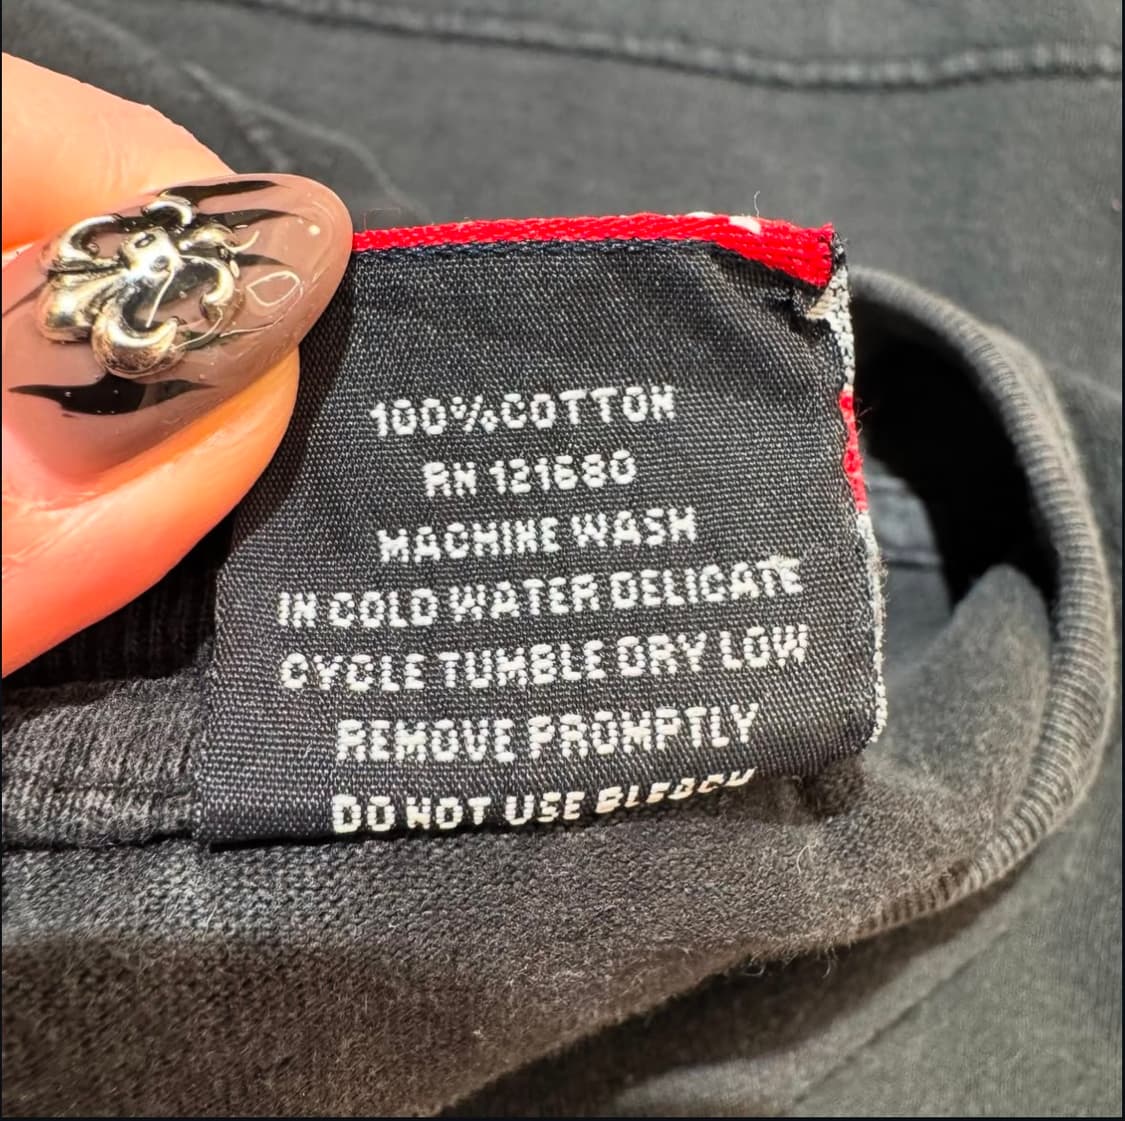 100%COTTON
RN 121680
MACHINE WASH
IN COLD WATER DELICATE
CYCLE TUMBLE DRY LOW
REMOVE PROMPTLY
DO NOT USE BLEACH